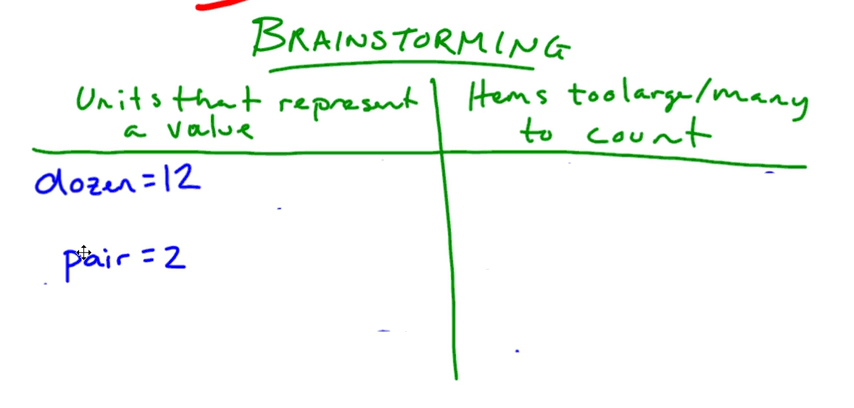 BRAINSTORMING
Units that represent
a value
Items too large/many
to count
dozen = 12
pair = 2